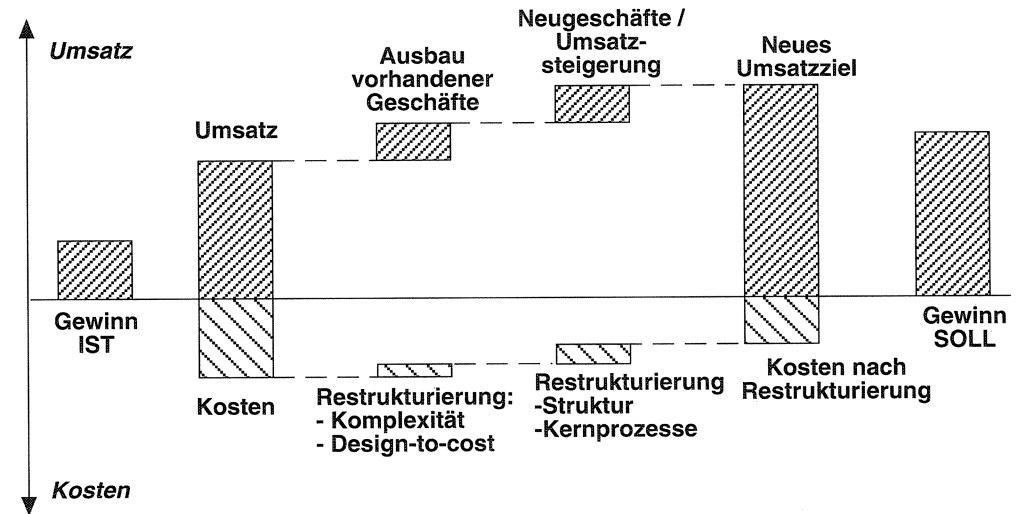 Umsatz
Ausbau
vorhandener
Geschäfte
Neugeschäfte /
Umsatz-
steigerung
Neues
Umsatzziel
Umsatz
Gewinn
IST
Gewinn
SOLL
Kosten
Restrukturierung:
- Komplexität
- Design-to-cost
Restrukturierung
-Struktur
-Kernprozesse
Kosten nach
Restrukturierung
Kosten